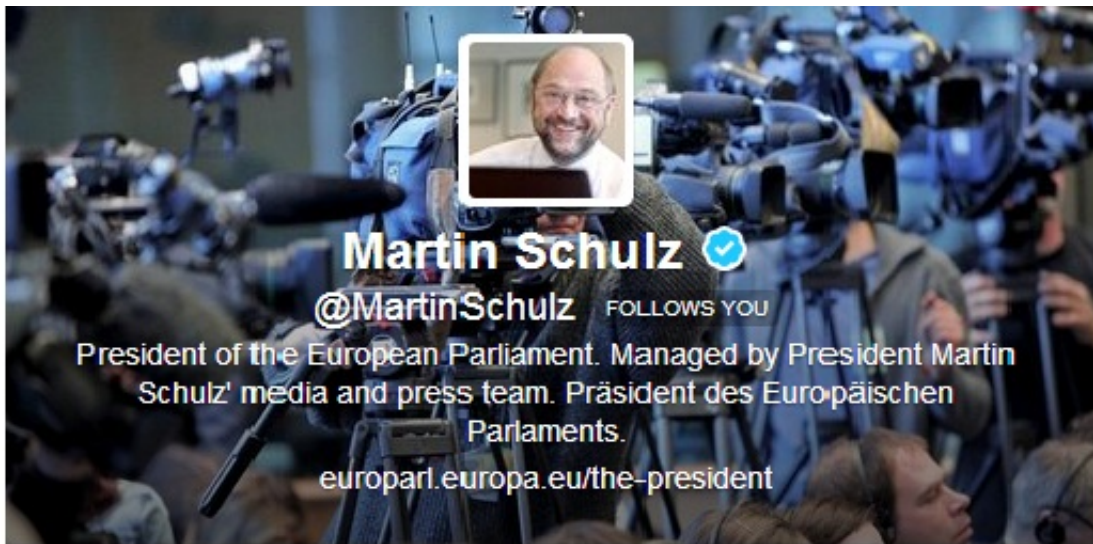 Martin Schulz
@MartinSchulz FOLLOWS YOU
President of the European Parliament. Managed by President Martin
Schulz' media and press team. Präsident des Europäischen
Parlaments.
europarl.europa.eu/the-president